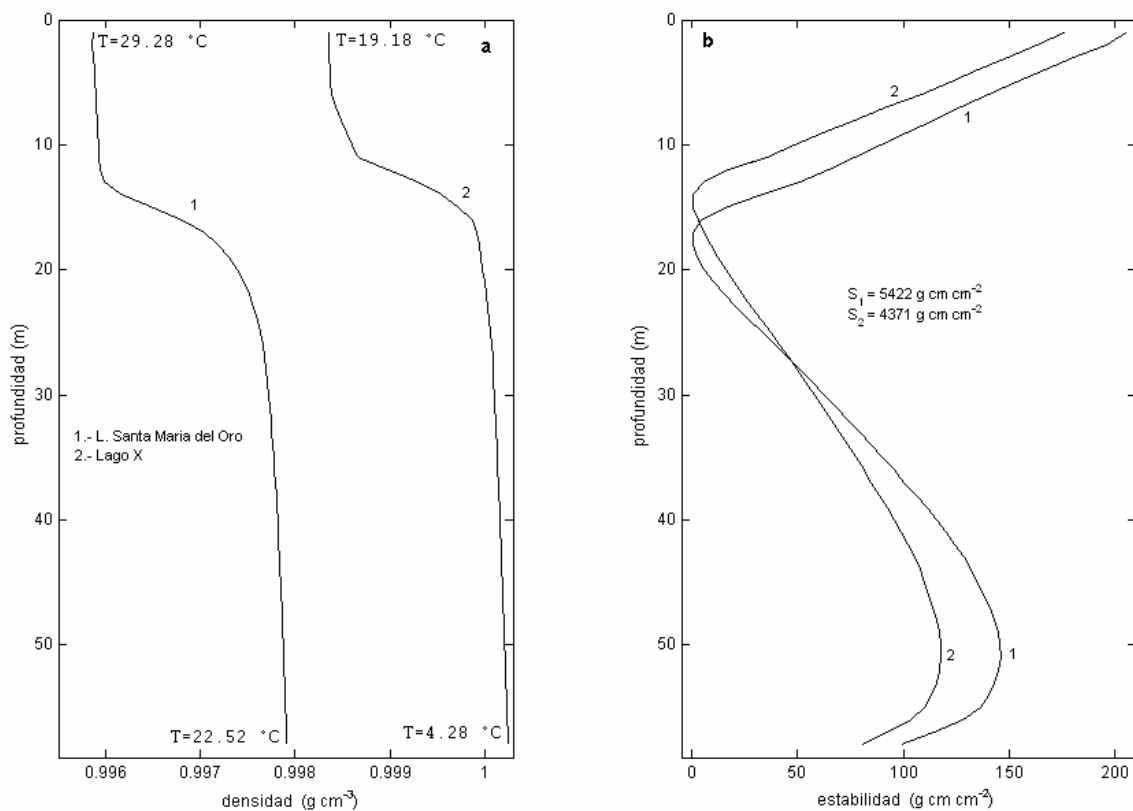 T=29.28 °C
T=19.18 °C
a
1
2
1.- L. Santa Maria del Oro
2.- Lago X
T=22.52 °C
T=4.28 °C
0
10
20
30
40
50
profundidad (m)
0.996
0.997
0.998
0.999
1
densidad (g cm-3)
b
2
1
S1 = 5422 g cm cm-2
S2 = 4371 g cm cm-2
2
1
0
10
20
30
40
50
profundidad (m)
0
50
100
150
200
estabilidad (g cm cm-2)